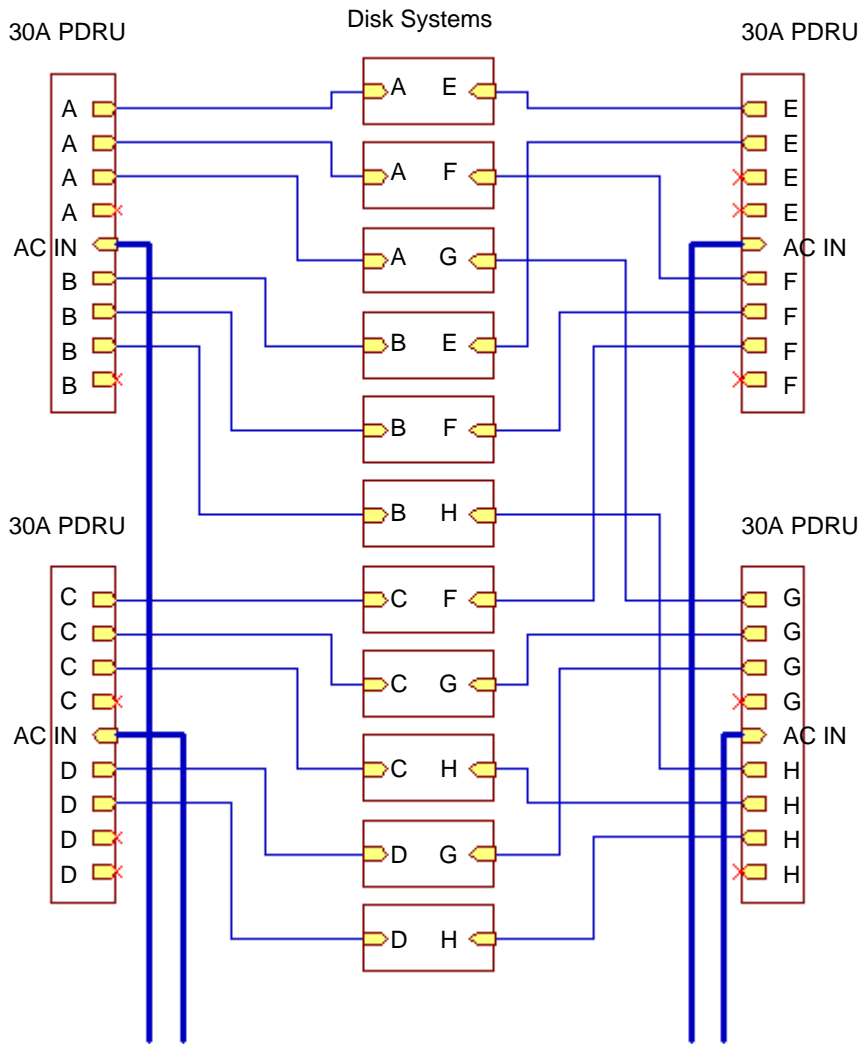 Disk Systems
30A PDRU
A
A
A
A
AC IN
B
B
B
B
30A PDRU
C
C
C
C
AC IN
D
D
D
D
A E
A F
A G
B E
B F
B H
C F
C G
C H
D G
D H
30A PDRU
E
E
E
E
AC IN
F
F
F
F
30A PDRU
G
G
G
G
AC IN
H
H
H
H